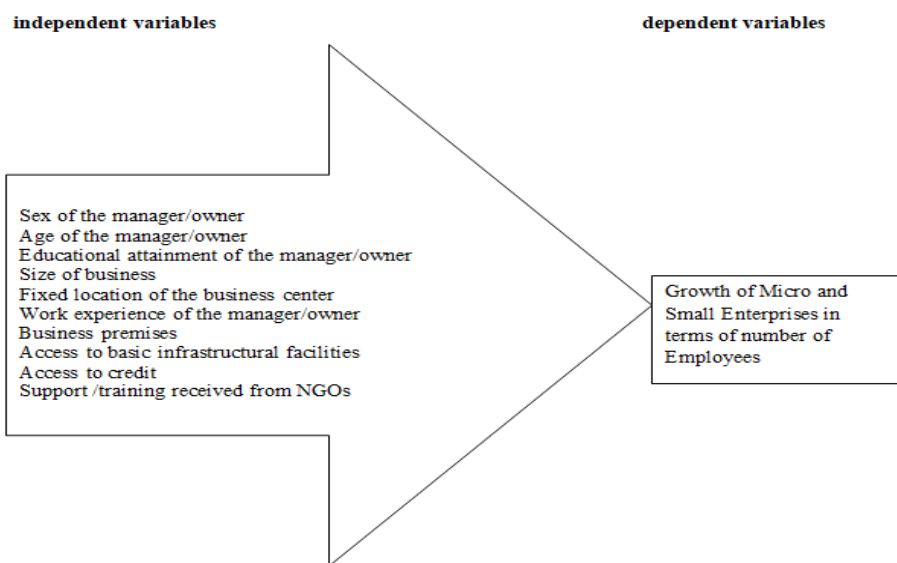 independent variables
dependent variables
Sex of the manager/owner
Age of the manager/owner
Educational attainment of the manager/owner
Size of business
Fixed location of the business center
Work experience of the manager/owner
Business premises
Access to basic infrastructural facilities
Access to credit
Support /training received from NGOs
Growth of Micro and
Small Enterprises in
terms of number of
Employees